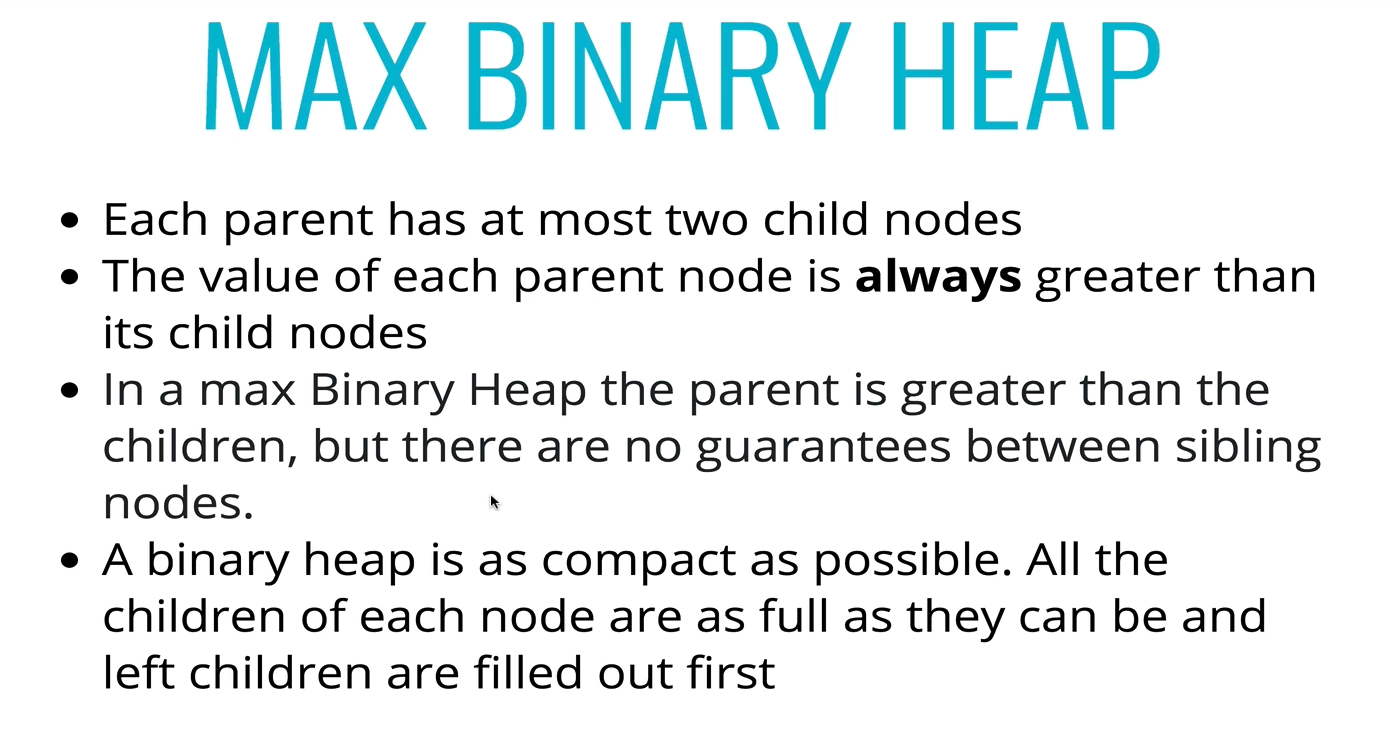 MAX BINARY HEAP
• Each parent has at most two child nodes
• The value of each parent node is always greater than
its child nodes
• In a max Binary Heap the parent is greater than the
children, but there are no guarantees between sibling
nodes.
• A binary heap is as compact as possible. All the
children of each node are as full as they can be and
left children are filled out first